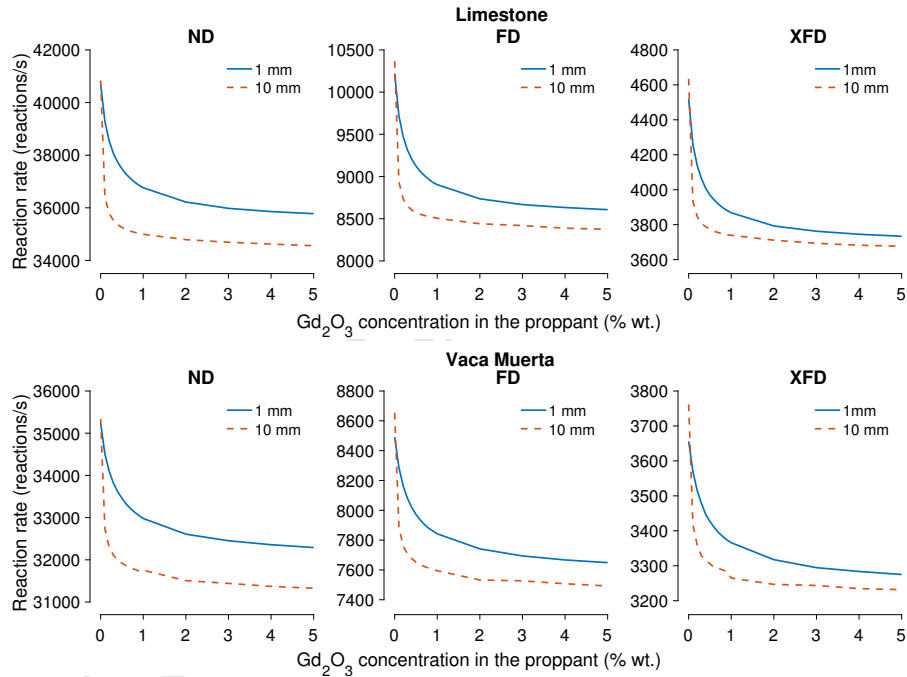 Limestone
ND
FD
XFD
42000
40000
38000
36000
34000
10500
10000
9500
9000
8500
8000
4800
4600
4400
4200
4000
3800
3600
1 mm
10 mm
1 mm
10 mm
1mm
10 mm
Reaction rate (reactions/s)
0 1 2 3 4 5
0 1 2 3 4 5
0 1 2 3 4 5
Gd2O3 concentration in the proppant (% wt.)
Vaca Muerta
ND
FD
XFD
36000
35000
34000
33000
32000
31000
8800
8600
8400
8200
8000
7800
7600
7400
3800
3700
3600
3500
3400
3300
3200
1 mm
10 mm
1 mm
10 mm
1mm
10 mm
Reaction rate (reactions/s)
0 1 2 3 4 5
0 1 2 3 4 5
0 1 2 3 4 5
Gd2O3 concentration in the proppant (% wt.)